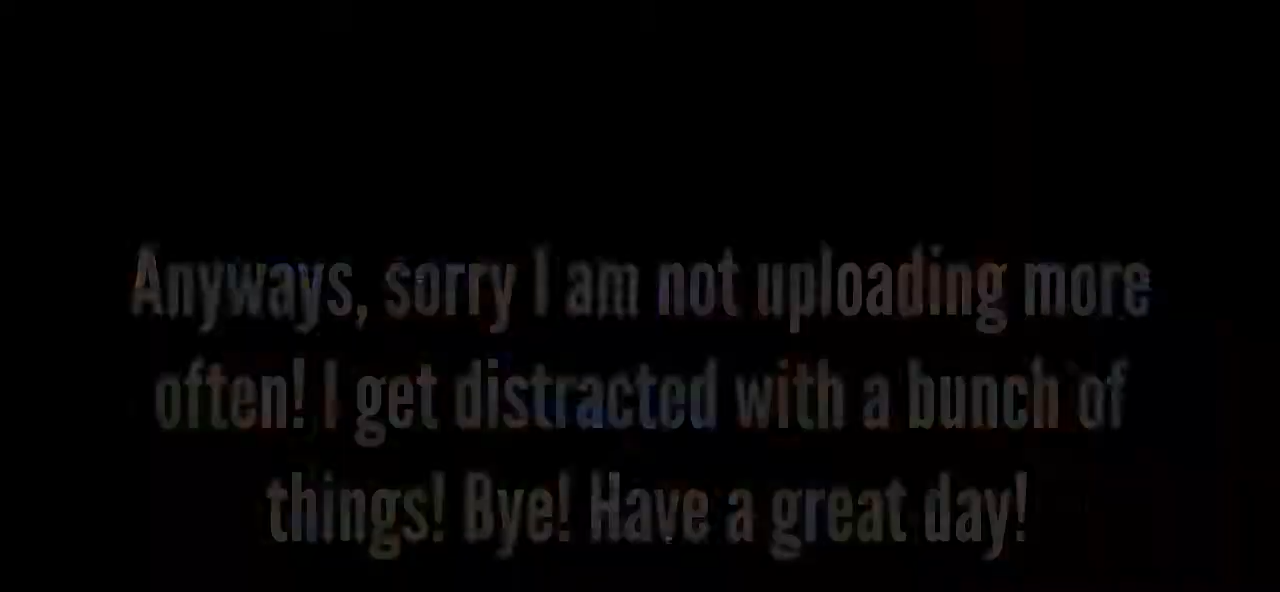 Anyways, sorry I am not uploading more
often! I get distracted with a bunch of
things! Bye! Have a great day!